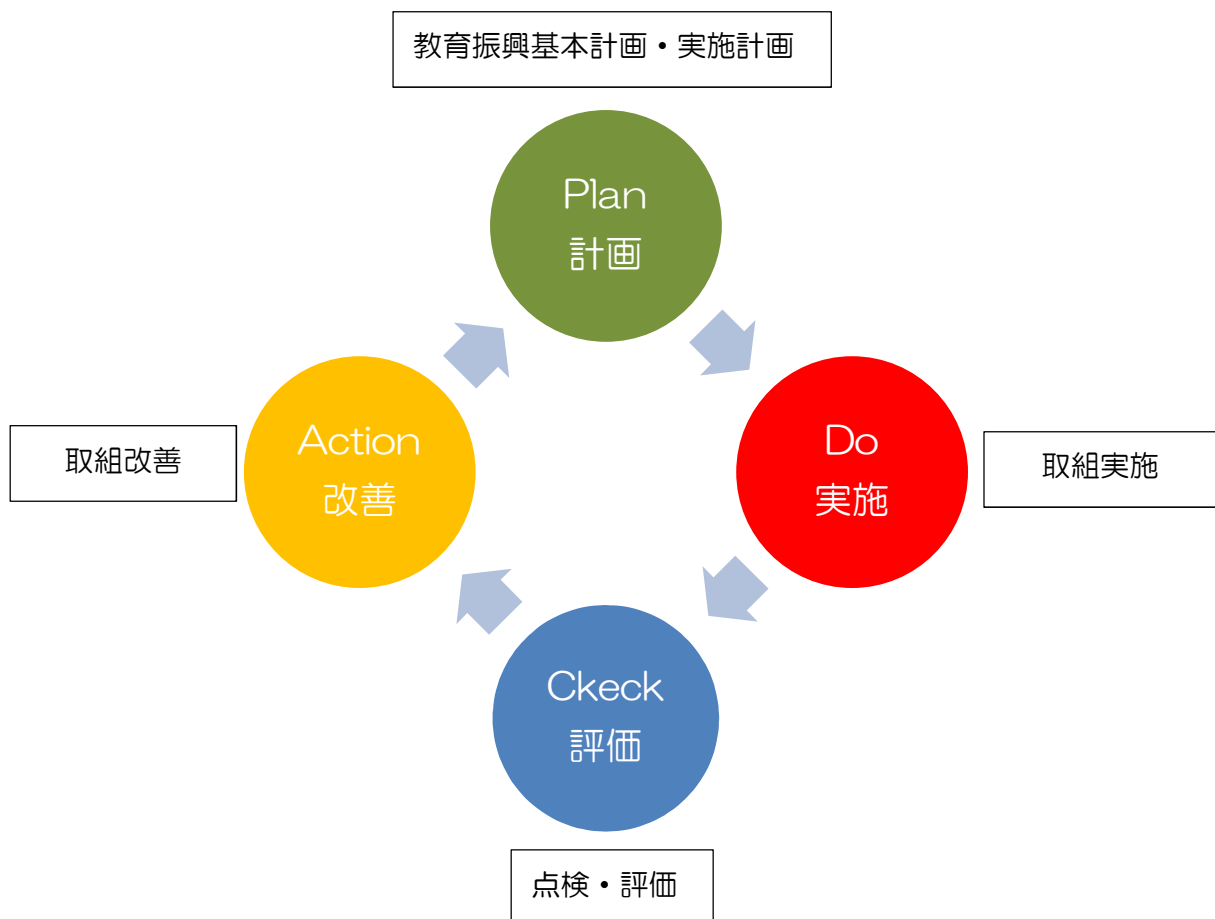 教育振興基本計画・実施計画
Plan
計画
Do
実施
取組実施
Ckeck
評価
点検・評価
Action
改善
取組改善